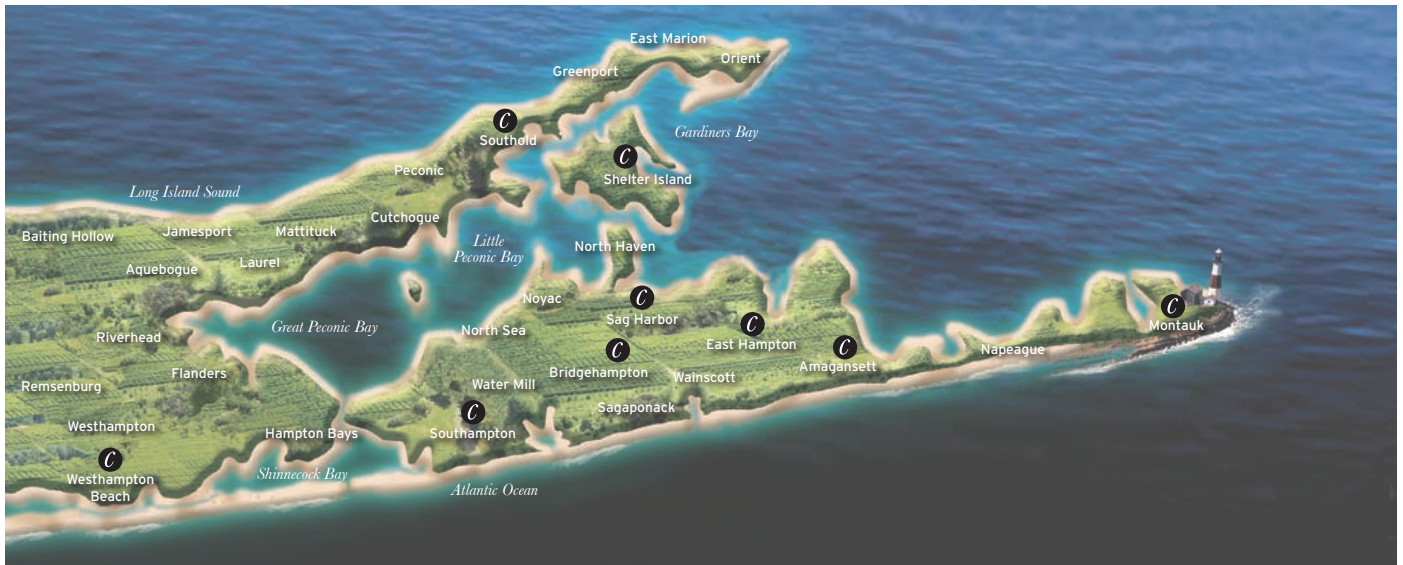 East Marion
Orient
Greenport
Gardiners Bay
C
Southold
C
Shelter Island
Peconic
Long Island Sound
Cutchogue
Baiting Hollow
Jamesport
Mattituck
Little
Peconic Bay
North Haven
Aquebogue
Laurel
Noyac
C
Sag Harbor
C
Montauk
Great Peconic Bay
North Sea
C
East Hampton
Riverhead
C
Bridgehampton
C
Amagansett
Napeague
Flanders
Remsenburg
Water Mill
Wainscott
Sagaponack
Westhampton
C
Southampton
Hampton Bays
C
Westhampton
Beach
Shinnecock Bay
Atlantic Ocean